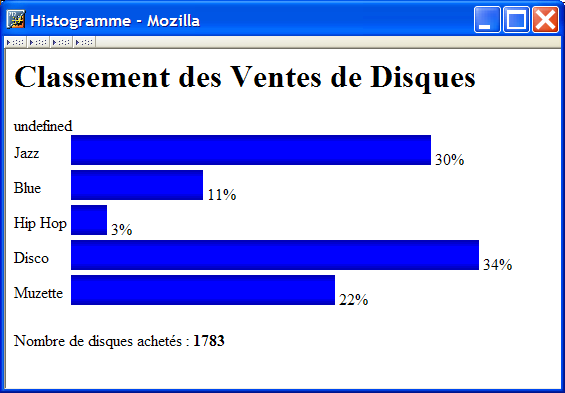 Histogramme - Mozilla
Classement des Ventes de Disques
undefined
Jazz 30%
Blue 11%
Hip Hop 3%
Disco 34%
Muzette 22%
Nombre de disques achetés : 1783